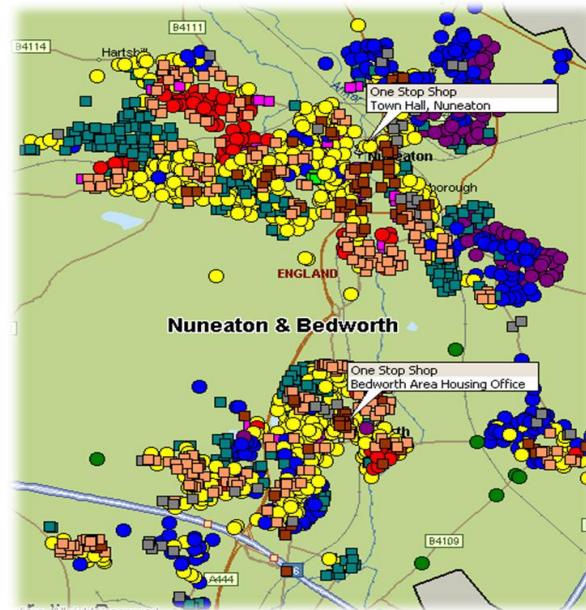 B4111
B4114
Hartshill
One Stop Shop
Town Hall, Nuneaton
Nuneaton
borough
ENGLAND
Nuneaton & Bedworth
One Stop Shop
Bedworth Area Housing Office
B4109
6
A444